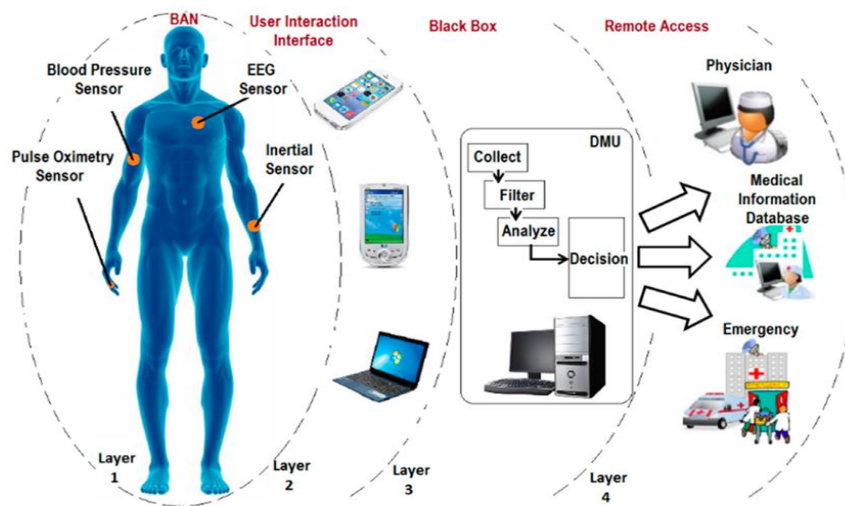 BAN
User Interaction
Interface
Black Box
Remote Access
Blood Pressure
Sensor
EEG
Sensor
Pulse Oximetry
Sensor
Inertial
Sensor
DMU
Collect
Filter
Analyze
Decision
Physician
Medical
Information
Database
Emergency
Layer
1
Layer
2
Layer
3
Layer
4